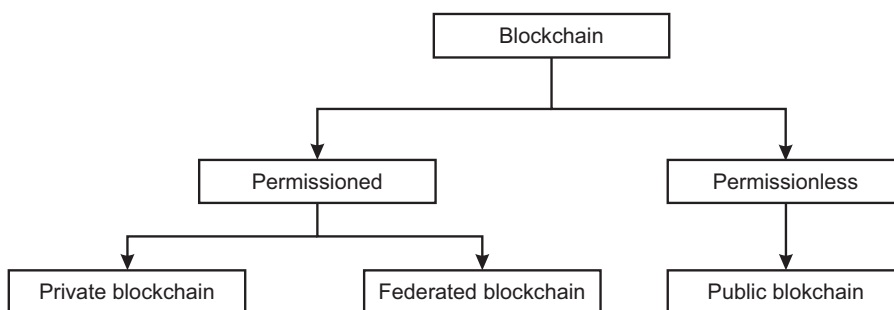 Blockchain
Permissioned
Permissionless
Private blockchain
Federated blockchain
Public blokchain